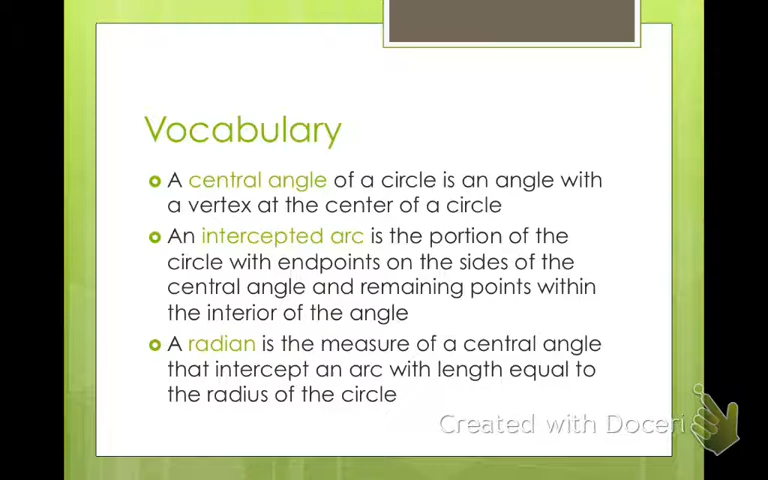 Vocabulary
A central angle of a circle is an angle with
a vertex at the center of a circle
An intercepted arc is the portion of the
circle with endpoints on the sides of the
central angle and remaining points within
the interior of the angle
A radian is the measure of a central angle
that intercept an arc with length equal to
the radius of the circle
Created with Doceri